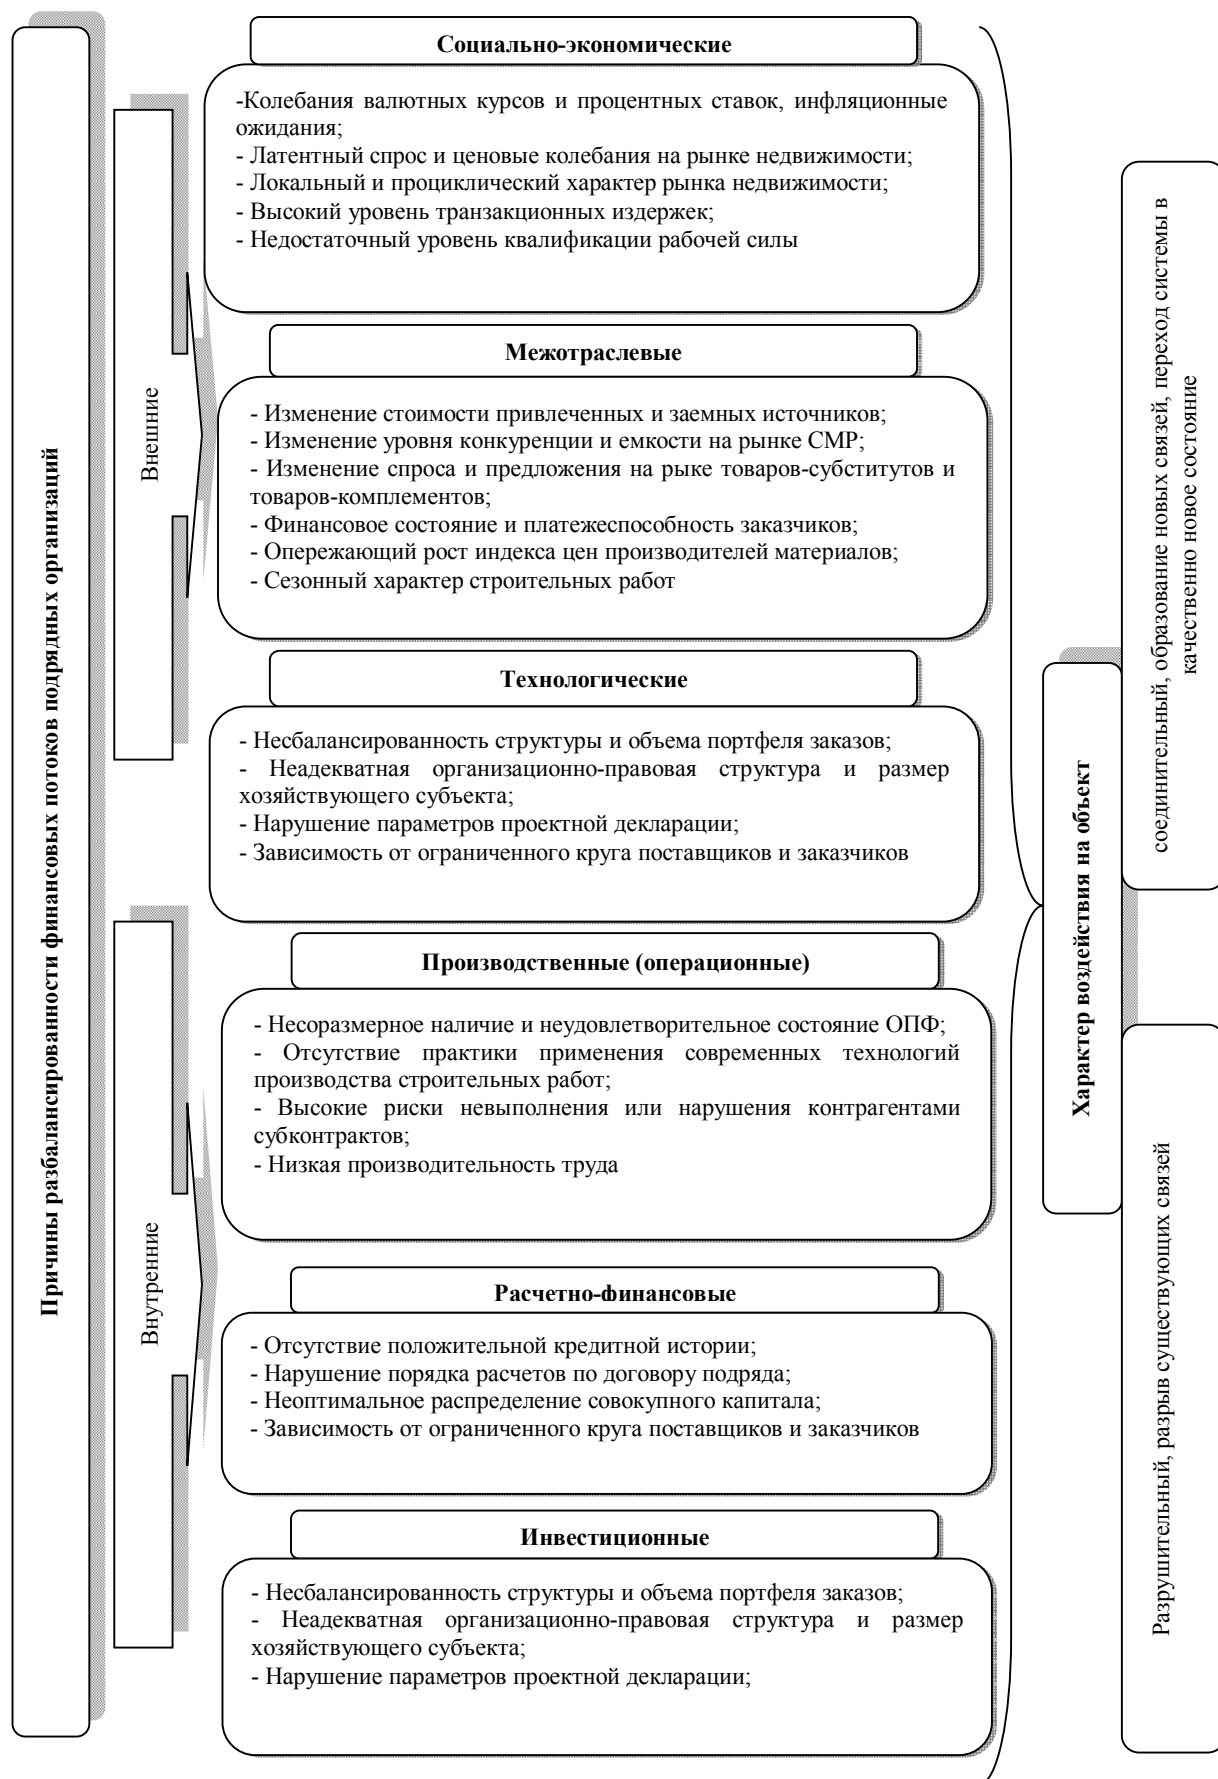 Причины разбалансированности финансовых потоков подрядных организаций
Внешние
Социально-экономические
-Колебания валютных курсов и процентных ставок, инфляционные
ожидания;
- Латентный спрос и ценовые колебания на рынке недвижимости;
- Локальный и проциклический характер рынка недвижимости;
- Высокий уровень транзакционных издержек;
- Недостаточный уровень квалификации рабочей силы
Межотраслевые
- Изменение стоимости привлеченных и заемных источников;
- Изменение уровня конкуренции и емкости на рынке СМР;
- Изменение спроса и предложения на рыке товаров-субститутов и
товаров-комплементов;
- Финансовое состояние и платежеспособность заказчиков;
- Опережающий рост индекса цен производителей материалов;
- Сезонный характер строительных работ
Технологические
- Несбалансированность структуры и объема портфеля заказов;
- Неадекватная организационно-правовая структура и размер
хозяйствующего субъекта;
- Нарушение параметров проектной декларации;
- Зависимость от ограниченного круга поставщиков и заказчиков
Внутренние
Производственные (операционные)
- Несоразмерное наличие и неудовлетворительное состояние ОПФ;
- Отсутствие практики применения современных технологий
производства строительных работ;
- Высокие риски невыполнения или нарушения контрагентами
субконтрактов;
- Низкая производительность труда
Расчетно-финансовые
- Отсутствие положительной кредитной истории;
- Нарушение порядка расчетов по договору подряда;
- Неоптимальное распределение совокупного капитала;
- Зависимость от ограниченного круга поставщиков и заказчиков
Инвестиционные
- Несбалансированность структуры и объема портфеля заказов;
- Неадекватная организационно-правовая структура и размер
хозяйствующего субъекта;
- Нарушение параметров проектной декларации;
Характер воздействия на объект
соединительный, образование новых связей, переход системы в
качественно новое состояние
Разрушительный, разрыв существующих связей